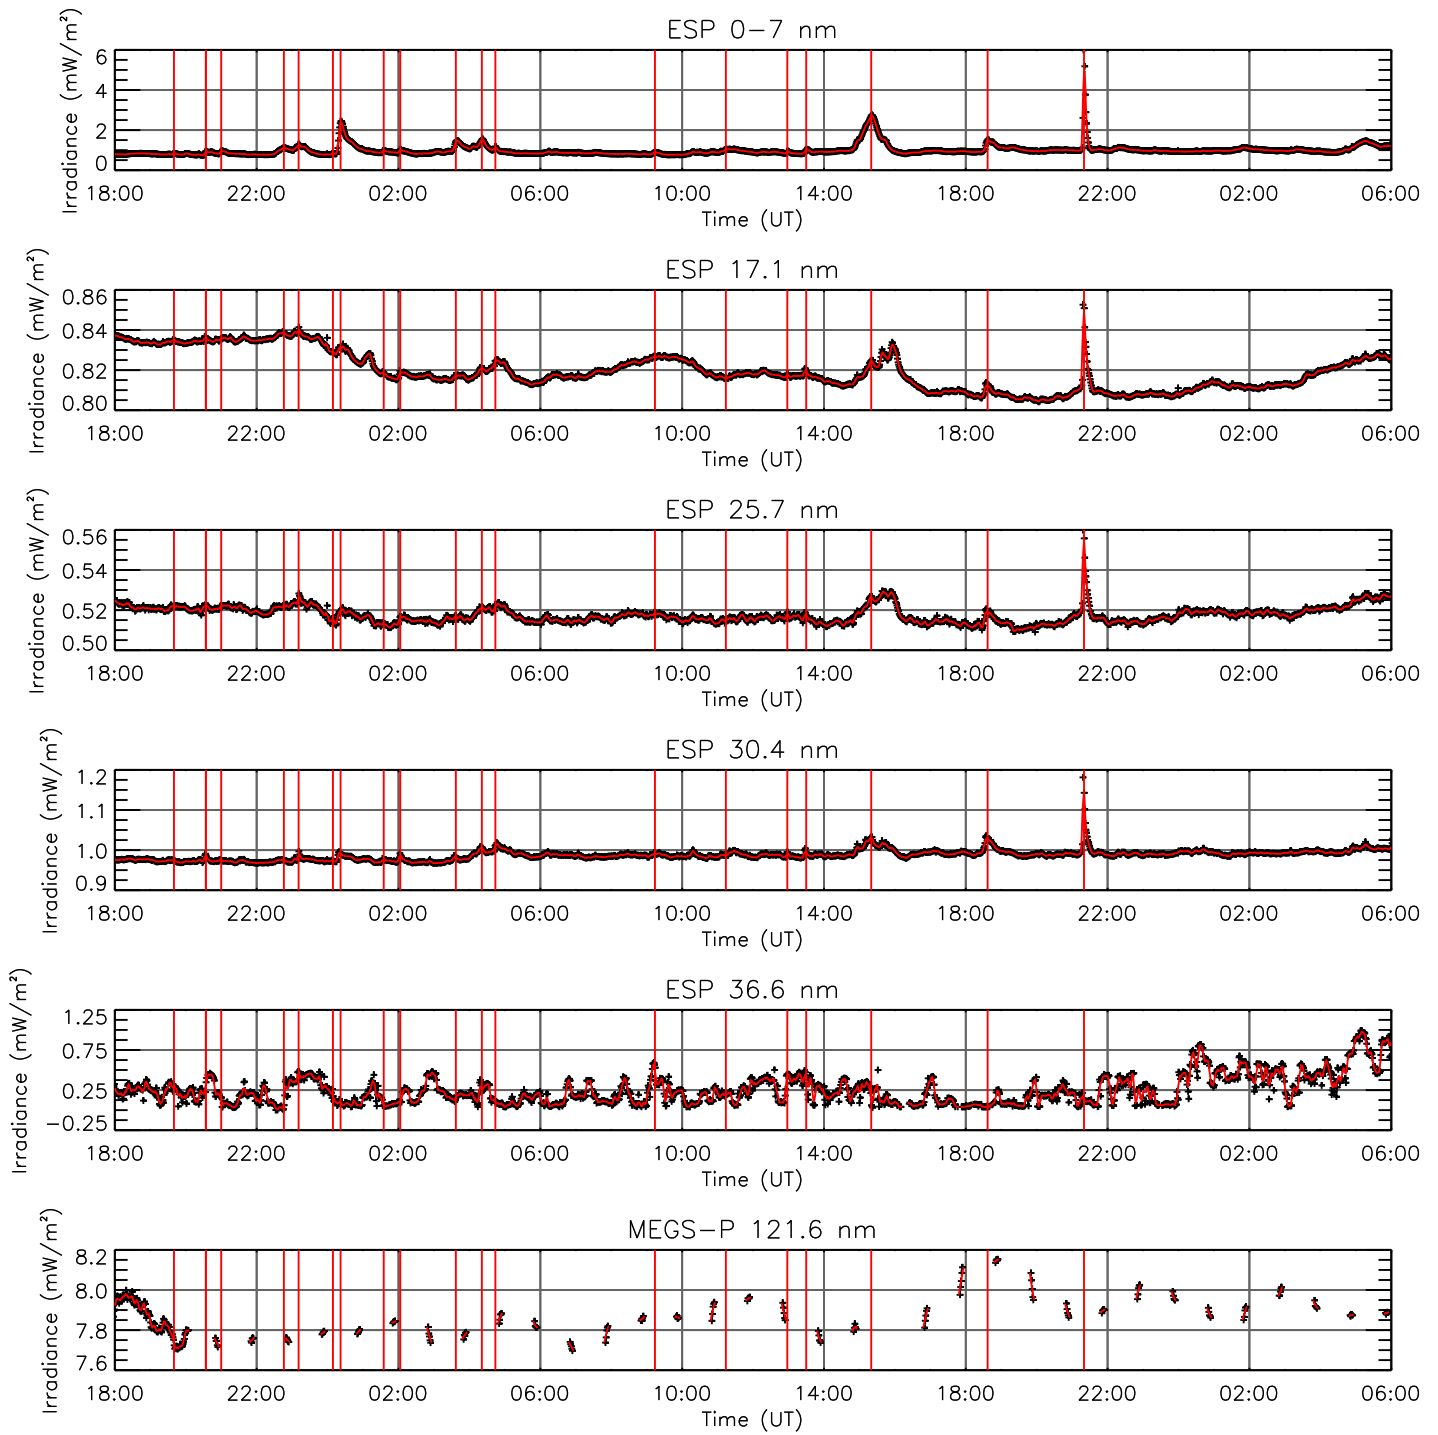 ESP 0-7 nm
Irradiance (mW/m²)
6
4
2
0
18:00 22:00 02:00 06:00 10:00 14:00 18:00 22:00 02:00 06:00
Time (UT)
ESP 17.1 nm
Irradiance (mW/m²)
0.86
0.84
0.82
0.80
18:00 22:00 02:00 06:00 10:00 14:00 18:00 22:00 02:00 06:00
Time (UT)
ESP 25.7 nm
Irradiance (mW/m²)
0.56
0.54
0.52
0.50
18:00 22:00 02:00 06:00 10:00 14:00 18:00 22:00 02:00 06:00
Time (UT)
ESP 30.4 nm
Irradiance (mW/m²)
1.2
1.1
1.0
0.9
18:00 22:00 02:00 06:00 10:00 14:00 18:00 22:00 02:00 06:00
Time (UT)
ESP 36.6 nm
Irradiance (mW/m²)
1.25
0.75
0.25
-0.25
18:00 22:00 02:00 06:00 10:00 14:00 18:00 22:00 02:00 06:00
Time (UT)
MEGS-P 121.6 nm
Irradiance (mW/m²)
8.2
8.0
7.8
7.6
18:00 22:00 02:00 06:00 10:00 14:00 18:00 22:00 02:00 06:00
Time (UT)